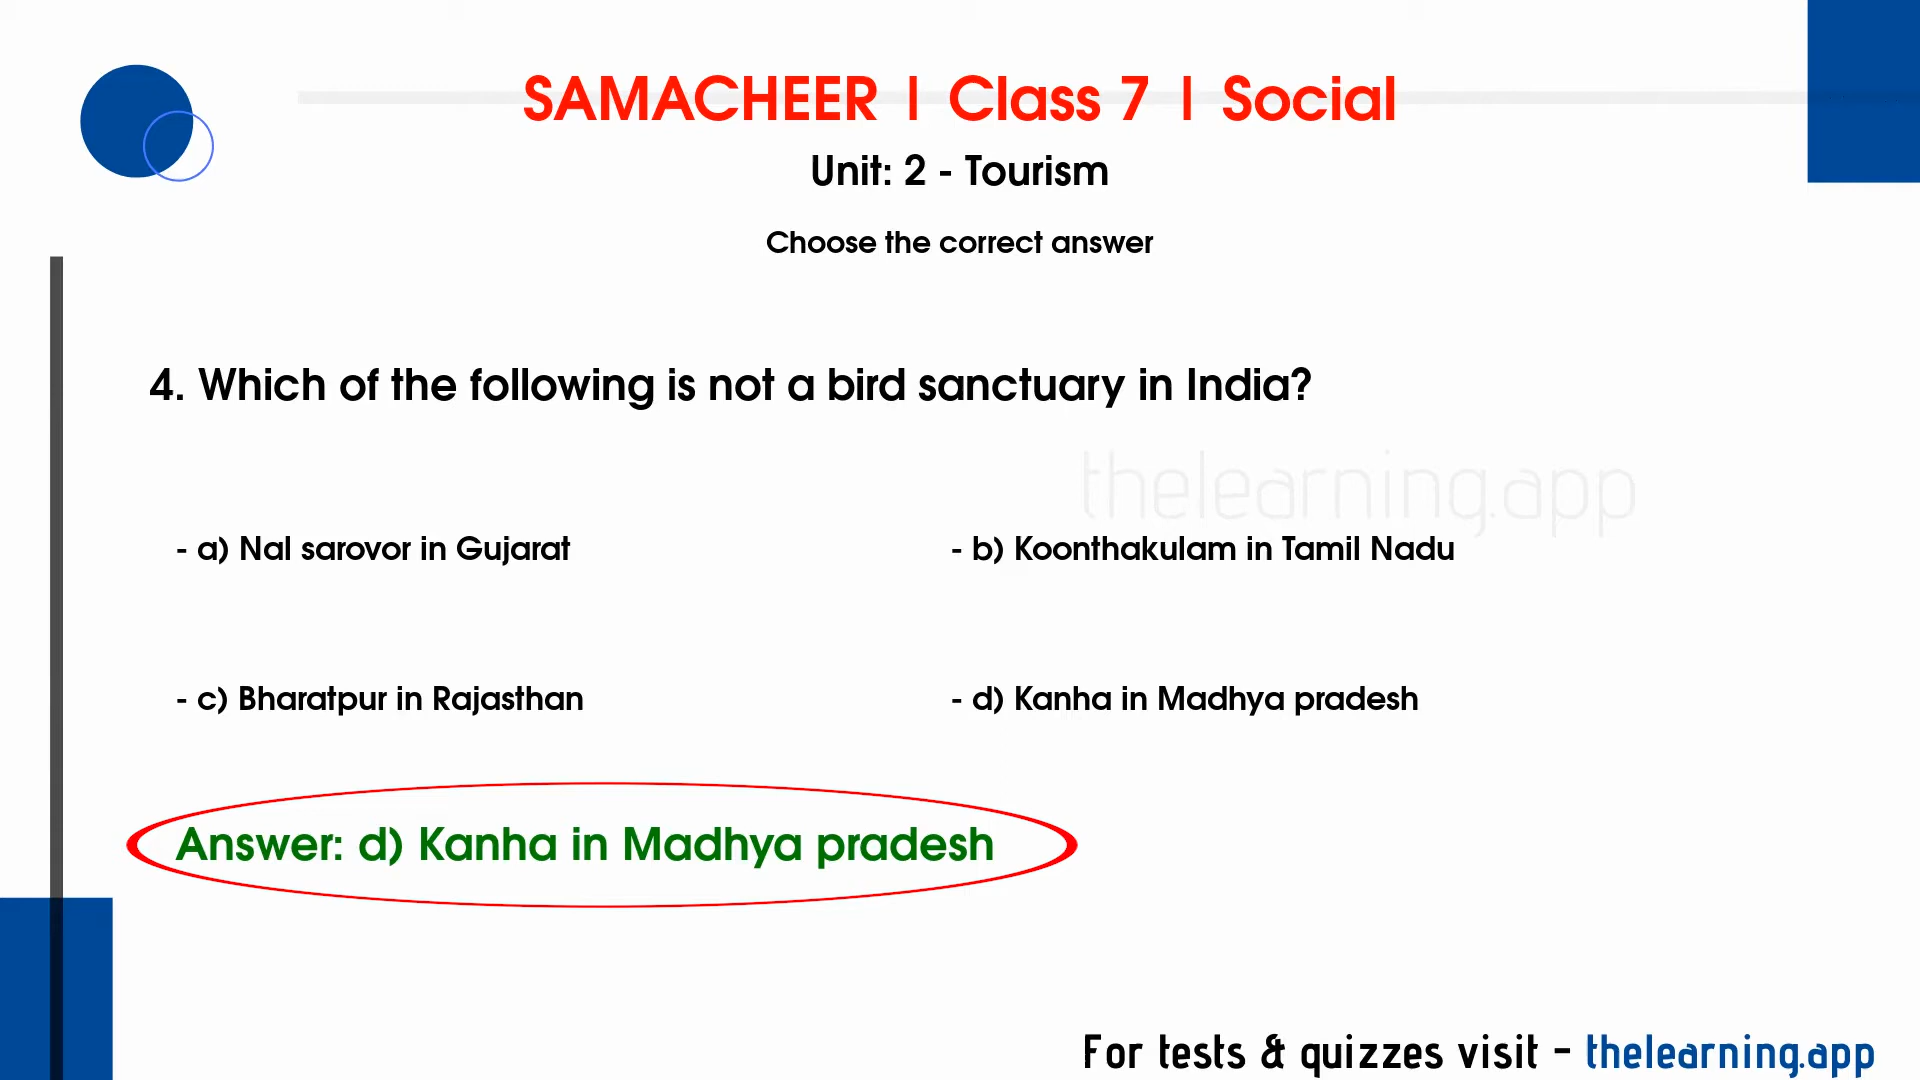 SAMACHEER | Class 7 | Social
Unit: 2 - Tourism
Choose the correct answer
4. Which of the following is not a bird sanctuary in India?
thelearning.app
- a) Nal sarovor in Gujarat
- b) Koonthakulam in Tamil Nadu
- c) Bharatpur in Rajasthan
- d) Kanha in Madhya pradesh
Answer: d) Kanha in Madhya pradesh
For tests & quizzes visit - thelearning.app